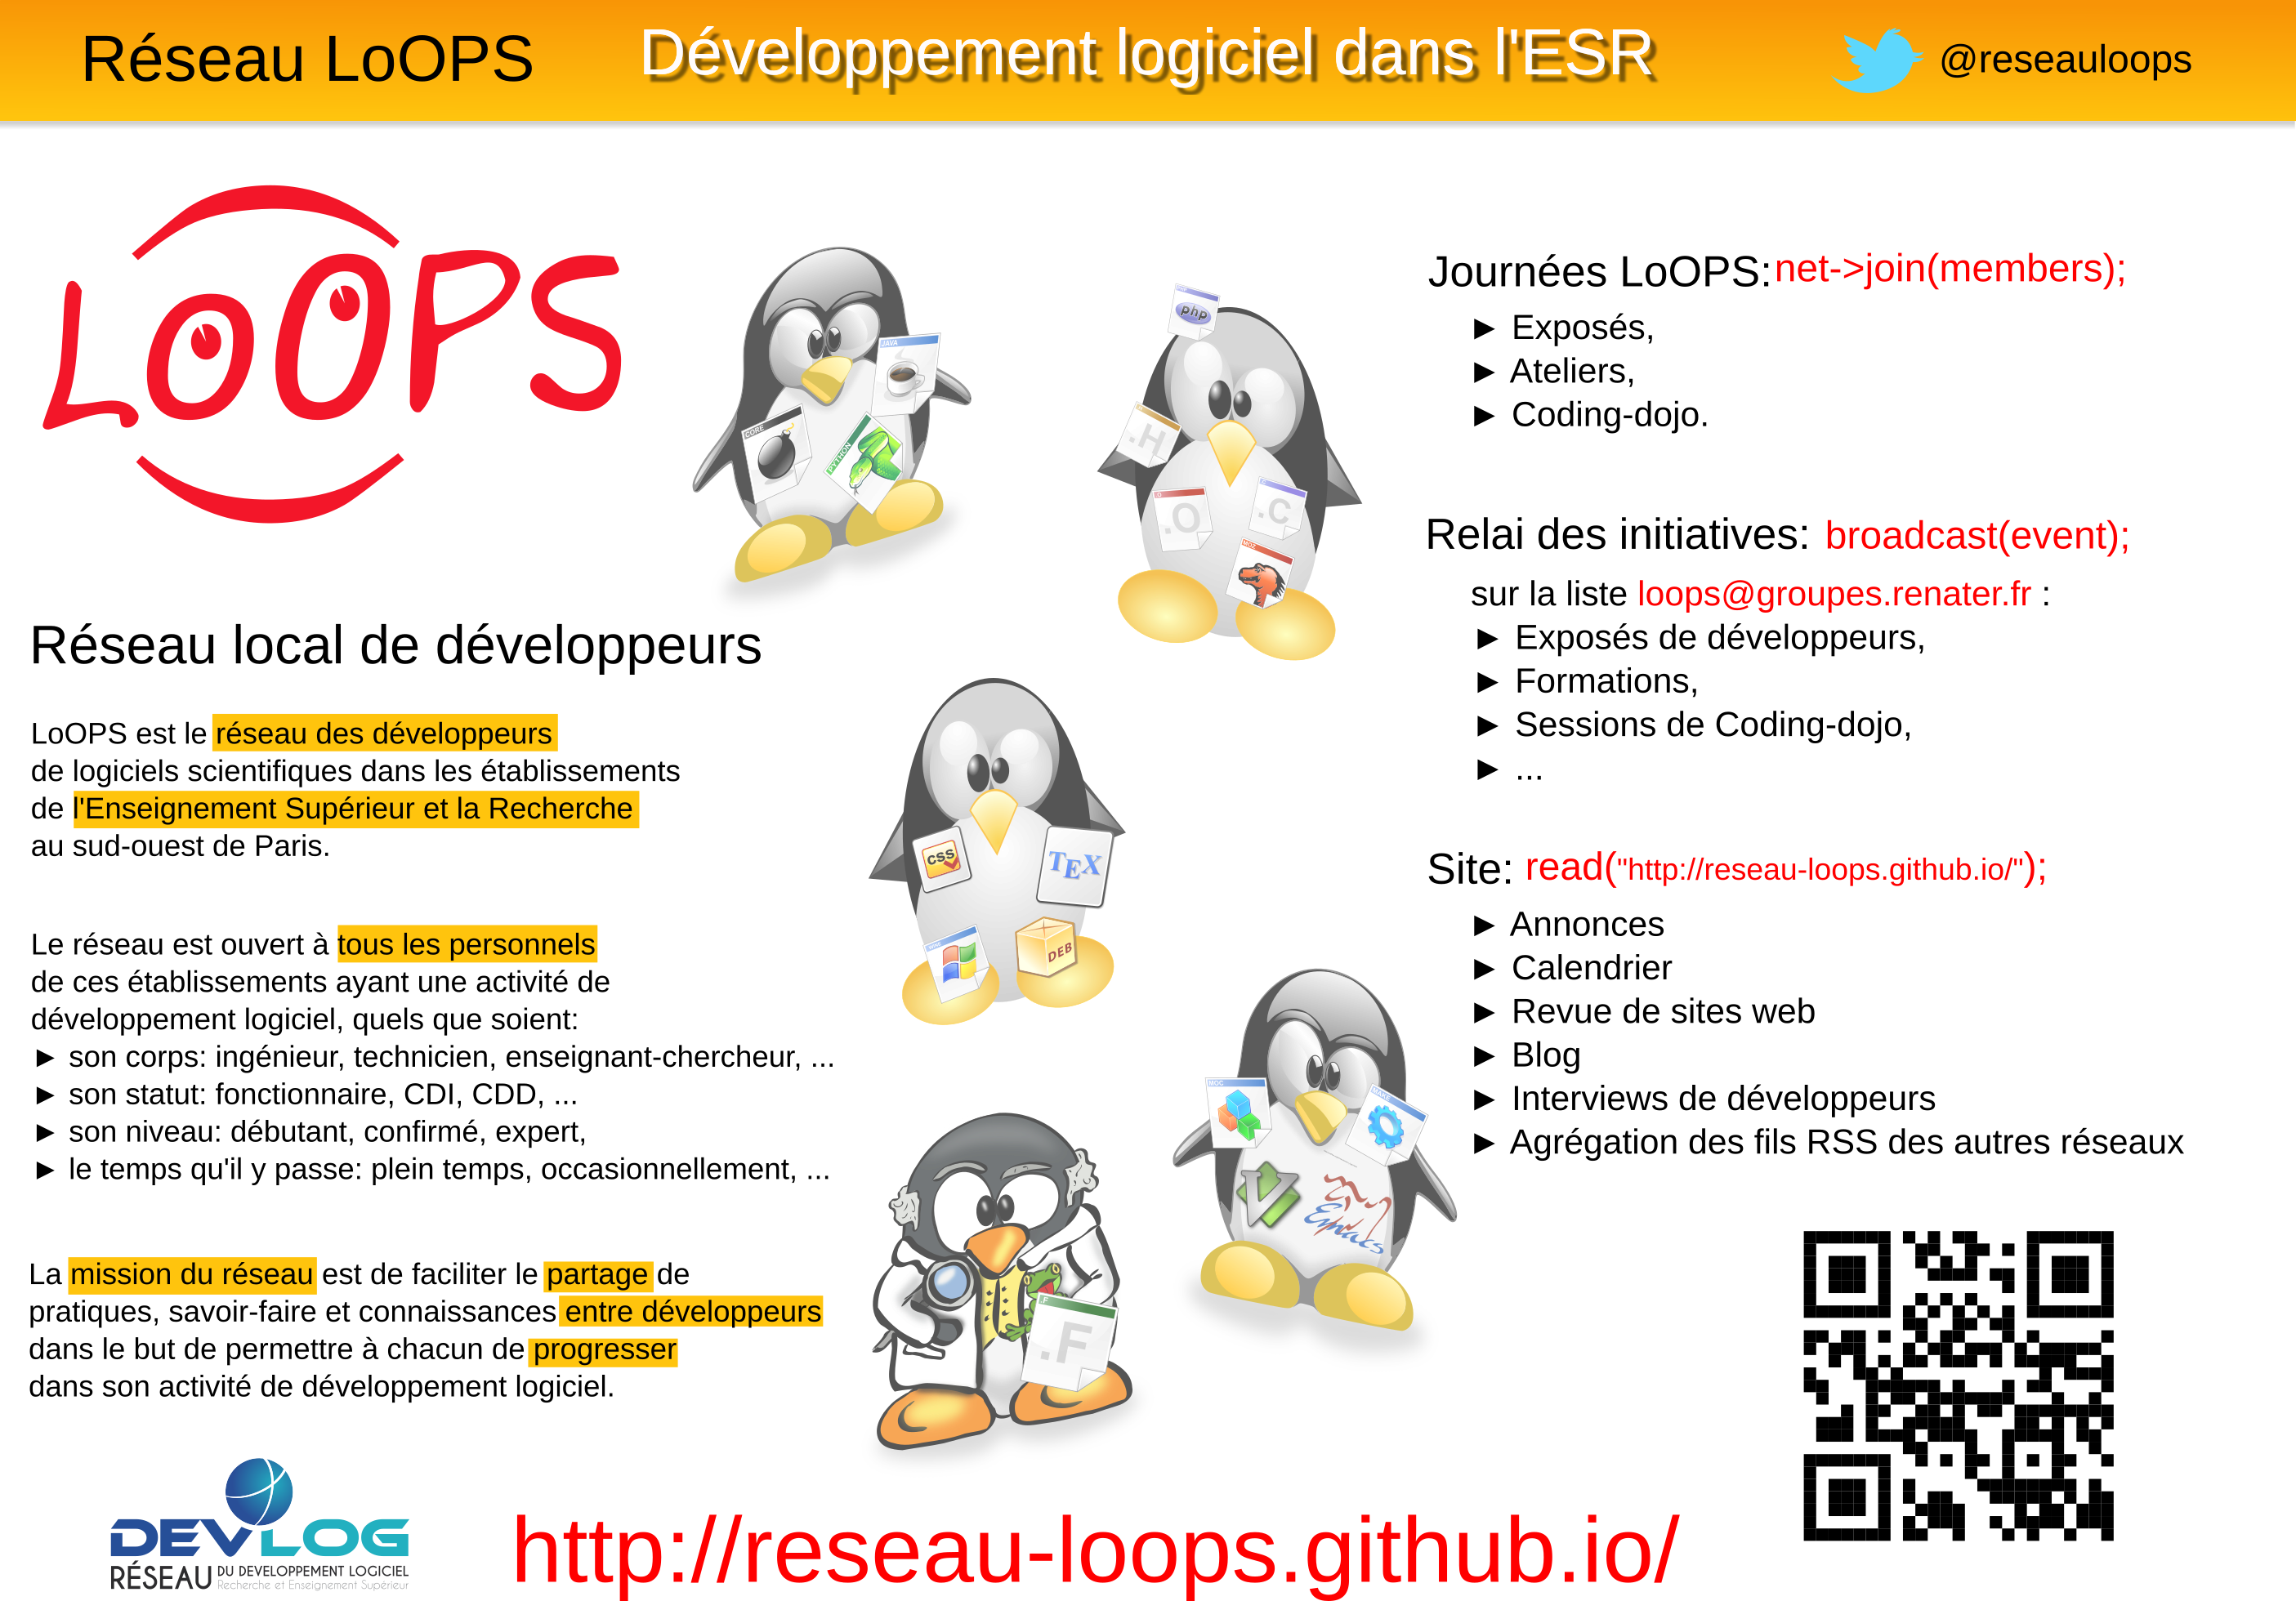 Réseau LoOPS
Développement logiciel dans l'ESR
@reseauloops
LoOPS
JAVA
CORE
PYTHON
php
.H
.O
.C
MOZ
Réseau local de développeurs
LoOPS est le réseau des développeurs
de logiciels scientifiques dans les établissements
de l'Enseignement Supérieur et la Recherche
au sud-ouest de Paris.
Le réseau est ouvert à tous les personnels
de ces établissements ayant une activité de
développement logiciel, quels que soient:
► son corps: ingénieur, technicien, enseignant-chercheur, ...
► son statut: fonctionnaire, CDI, CDD, ...
► son niveau: débutant, confirmé, expert,
► le temps qu'il y passe: plein temps, occasionnellement, ...
La mission du réseau est de faciliter le partage de
pratiques, savoir-faire et connaissances entre développeurs
dans le but de permettre à chacun de progresser
dans son activité de développement logiciel.
css
TEX
DEB
MOC
MAKE
V
Emacs
.F
Journées LoOPS: net->join(members);
► Exposés,
► Ateliers,
► Coding-dojo.
Relai des initiatives: broadcast(event);
sur la liste loops@groupes.renater.fr :
► Exposés de développeurs,
► Formations,
► Sessions de Coding-dojo,
► ...
Site: read("http://reseau-loops.github.io/");
► Annonces
► Calendrier
► Revue de sites web
► Blog
► Interviews de développeurs
► Agrégation des fils RSS des autres réseaux
DEVLOG
RÉSEAU DU DEVELOPPEMENT LOGICIEL
Recherche et Enseignement Supérieur
http://reseau-loops.github.io/